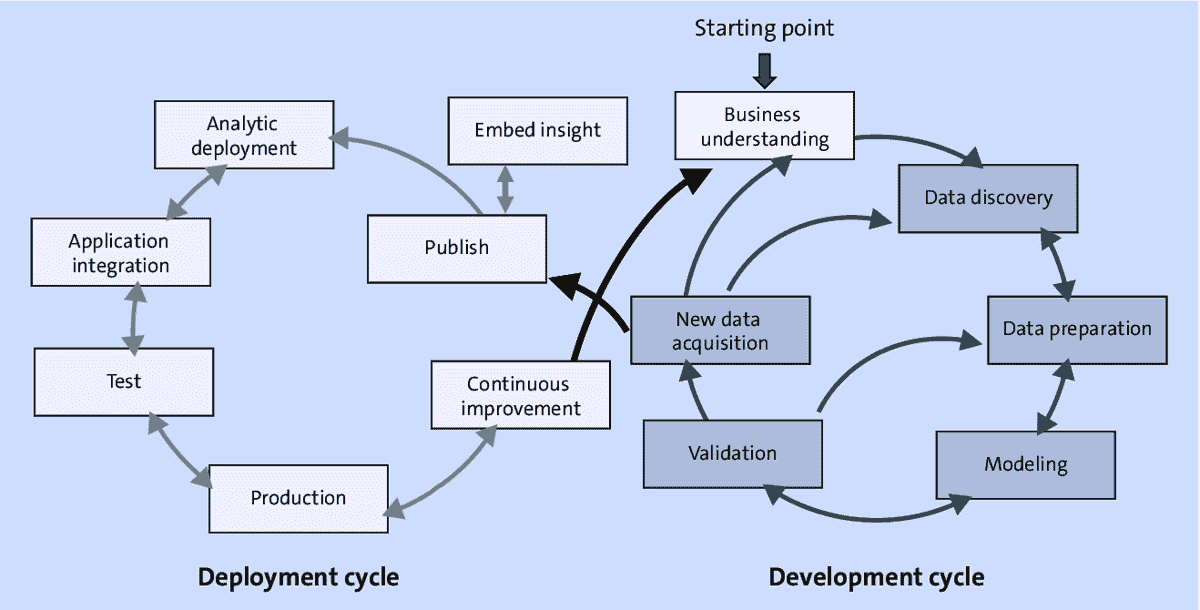 Starting point
Business
understanding
Analytic
deployment
Embed insight
Data discovery
Application
integration
Publish
New data
acquisition
Data preparation
Test
Continuous
improvement
Validation
Modeling
Production
Deployment cycle
Development cycle